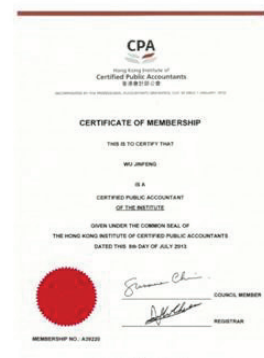 CPA
Hong Kong Institute of
Certified Public Accountants
香港會計師公會
CERTIFICATE OF MEMBERSHIP
THIS IS TO CERTIFY THAT
WU JINFENG
IS A
CERTIFIED PUBLIC ACCOUNTANT
OF THE INSTITUTE
GIVEN UNDER THE COMMON SEAL OF
THE HONG KONG INSTITUTE OF CERTIFIED PUBLIC ACCOUNTANTS
DATED THIS 8th DAY OF JULY 2013
COUNCIL MEMBER
REGISTRAR
MEMBERSHIP NO.: